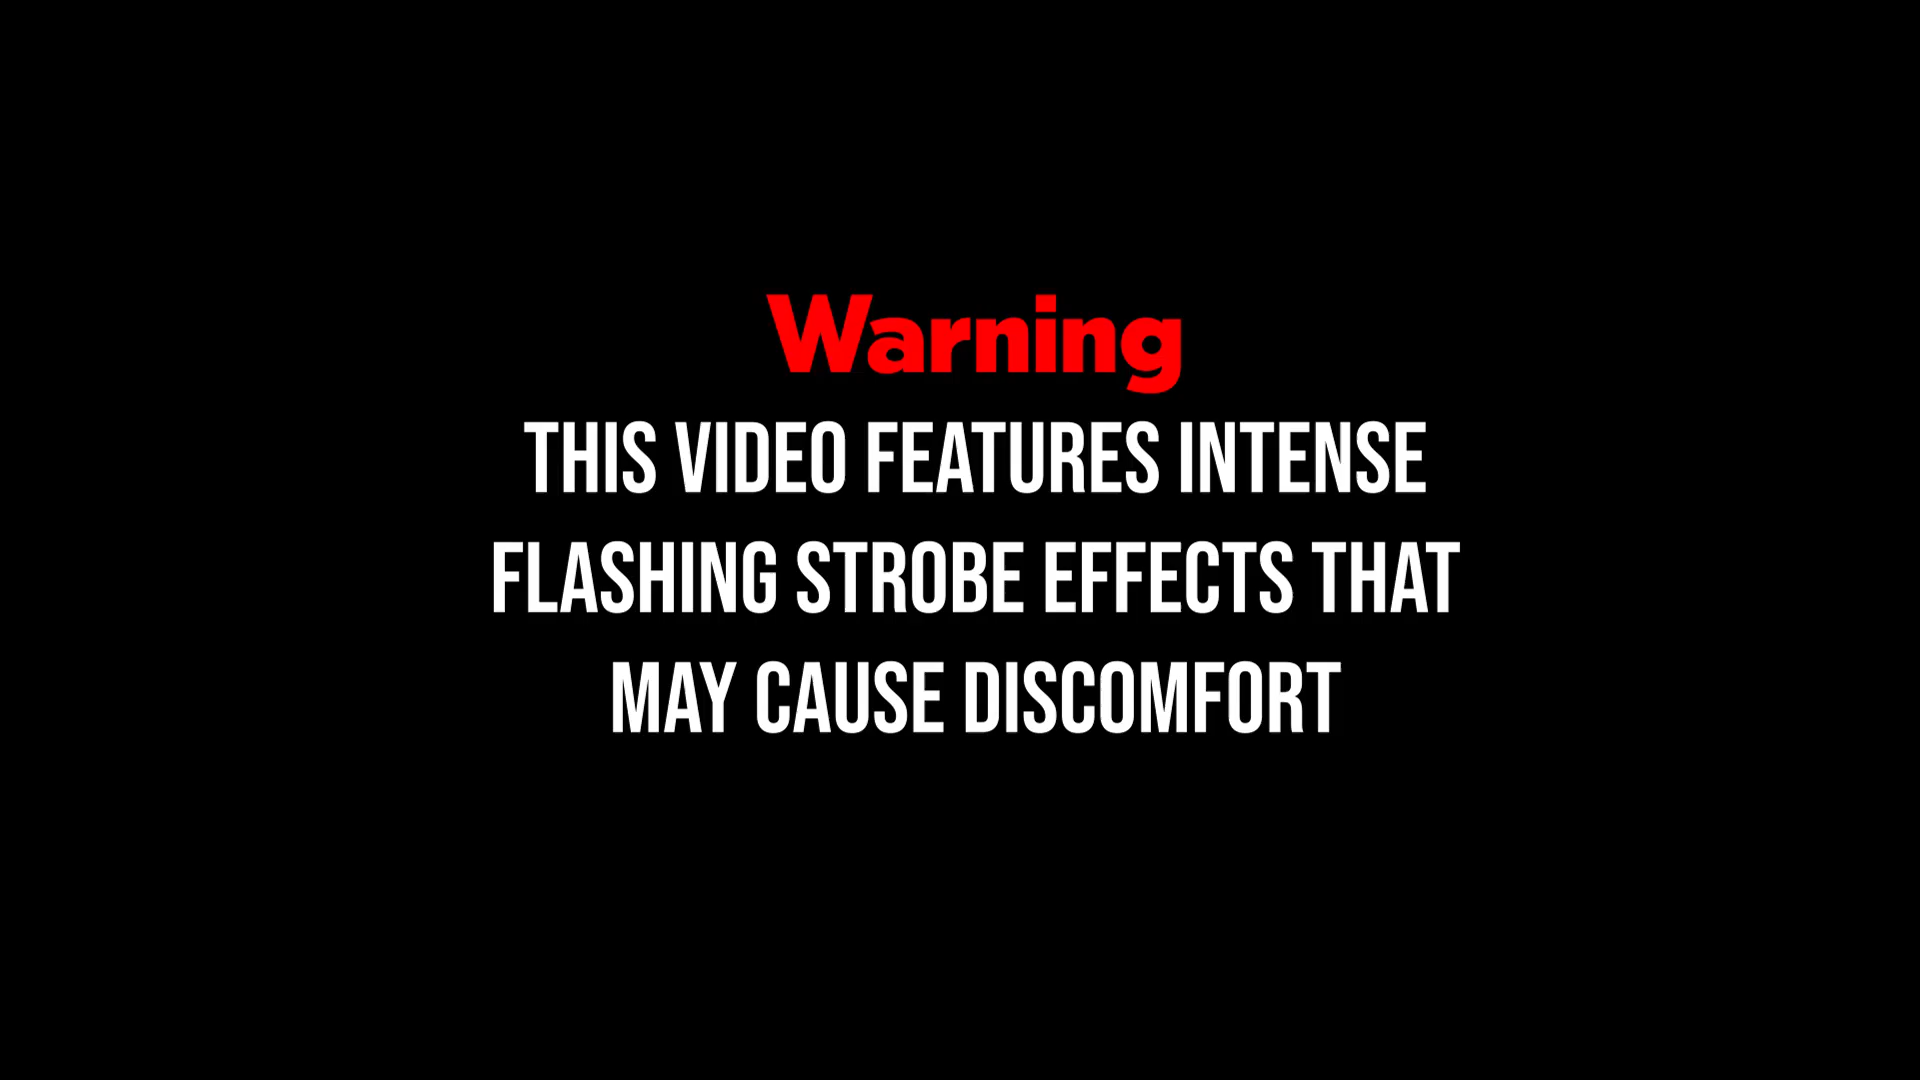 Warning
THIS VIDEO FEATURES INTENSE
FLASHING STROBE EFFECTS THAT
MAY CAUSE DISCOMFORT